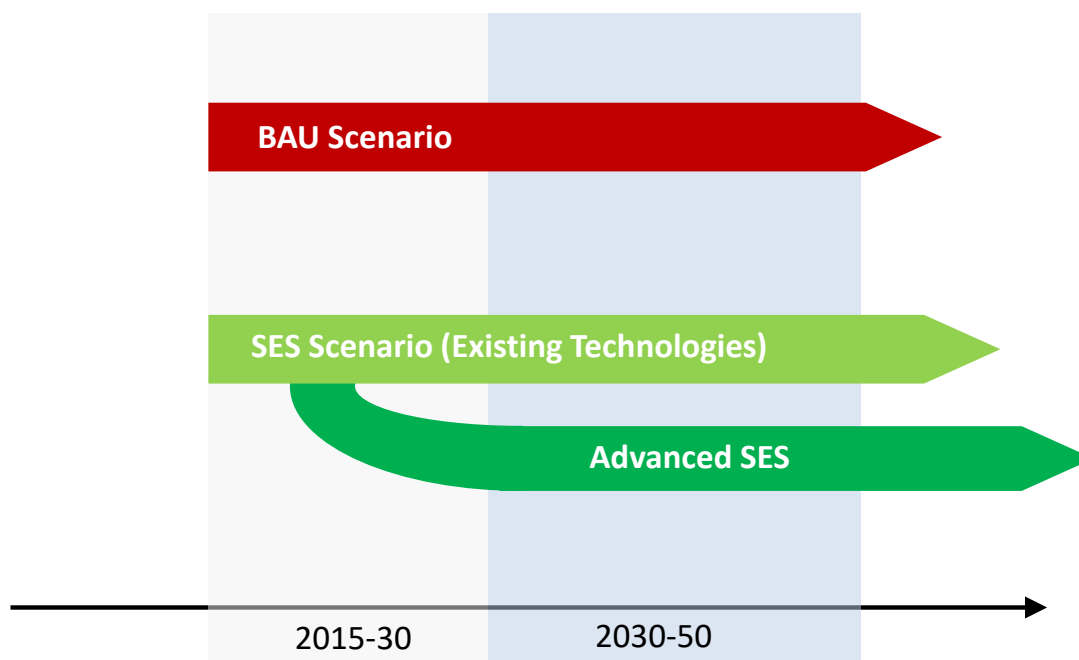 BAU Scenario
SES Scenario (Existing Technologies)
Advanced SES
2015-30
2030-50